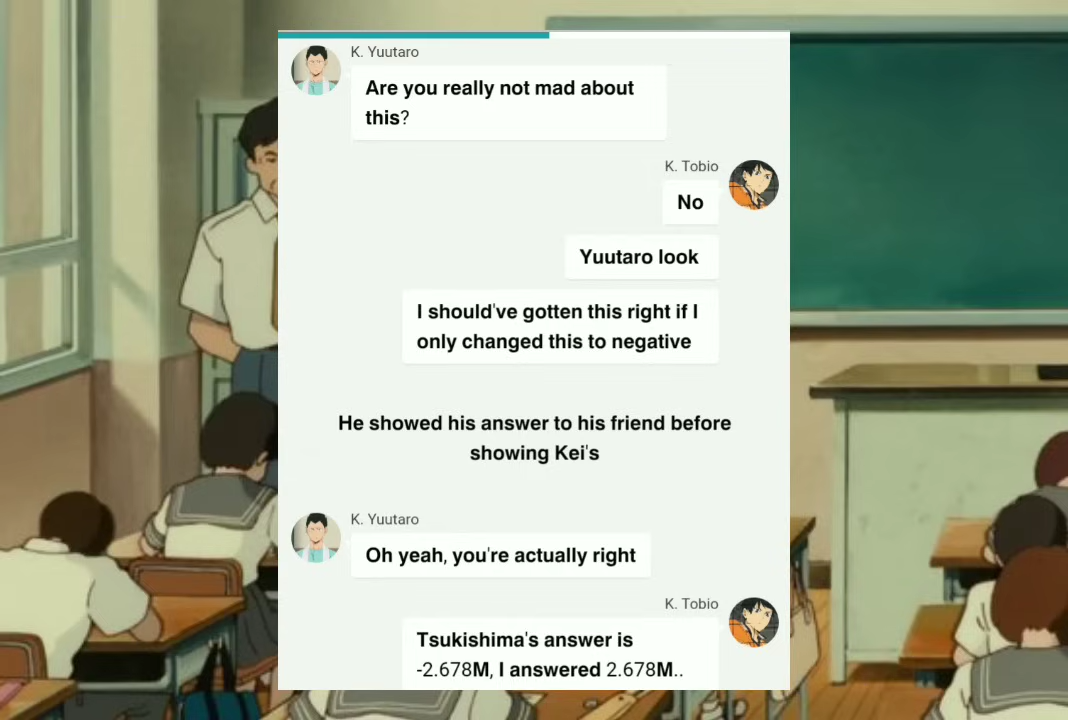 K. Yuutaro
Are you really not mad about
this?
K. Tobio
No
Yuutaro look
I should've gotten this right if I
only changed this to negative
He showed his answer to his friend before
showing Kei's
K. Yuutaro
Oh yeah, you're actually right
K. Tobio
Tsukishima's answer is
-2.678M, I answered 2.678M..